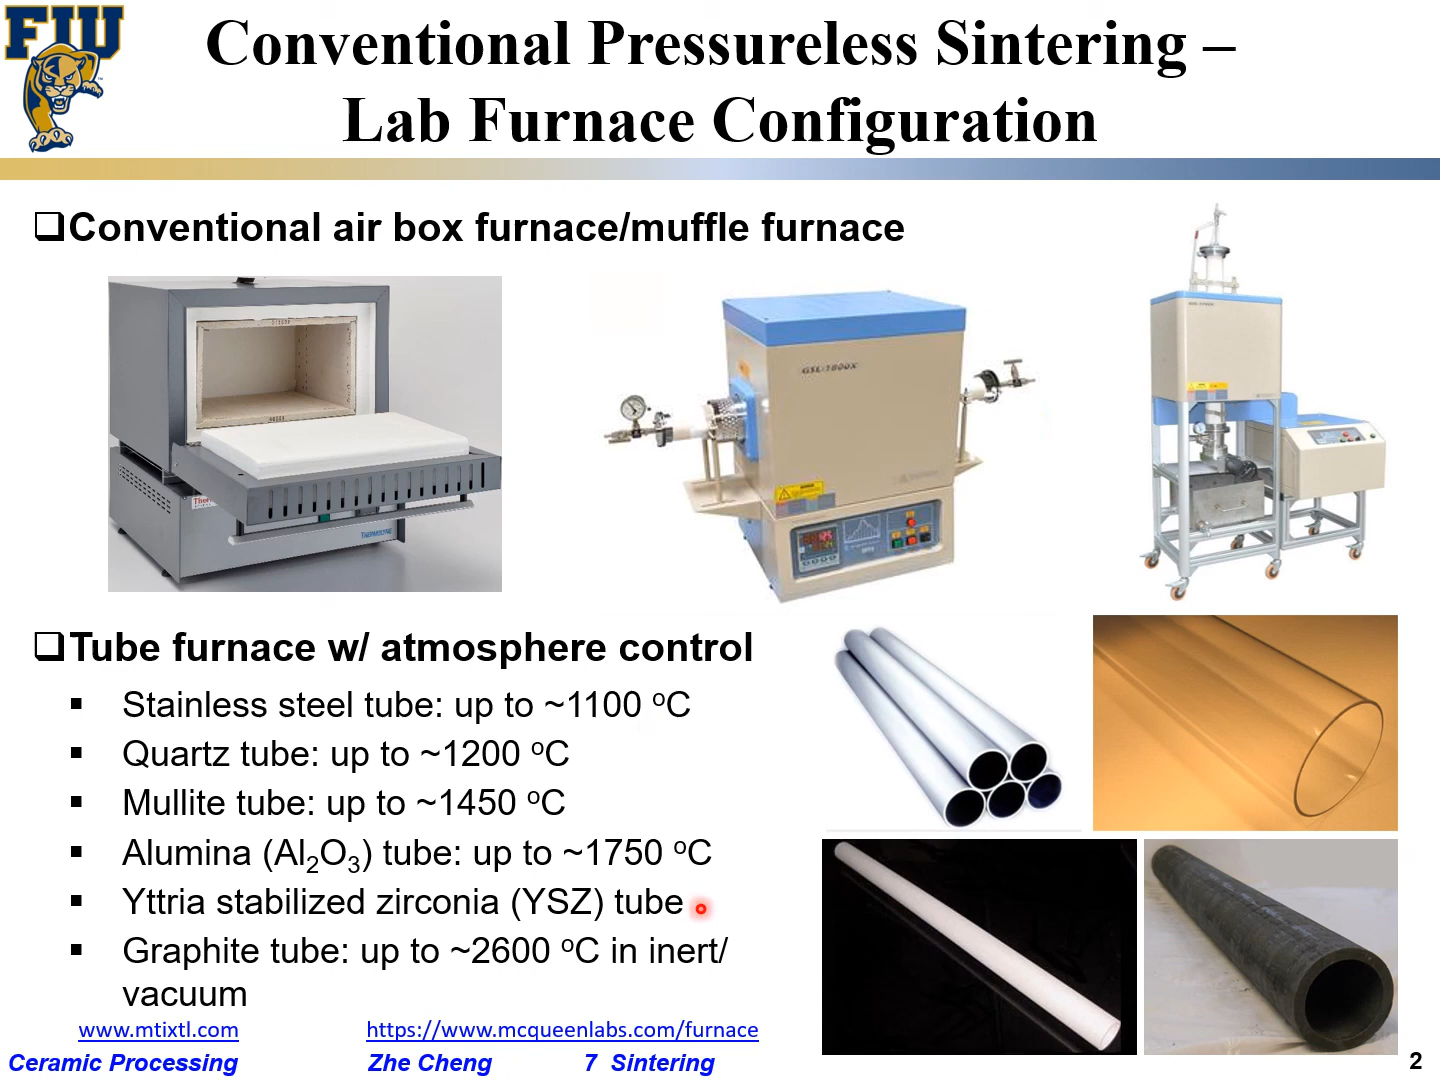 FIU
Conventional Pressureless Sintering –
Lab Furnace Configuration
❑Conventional air box furnace/muffle furnace
GSL-1800X
THERMOLYNE
❑Tube furnace w/ atmosphere control
▪ Stainless steel tube: up to ~1100 ºC
▪ Quartz tube: up to ~1200 ºC
▪ Mullite tube: up to ~1450 ºC
▪ Alumina (Al₂O₃) tube: up to ~1750 ºC
▪ Yttria stabilized zirconia (YSZ) tube
▪ Graphite tube: up to ~2600 ºC in inert/
vacuum
www.mtixtl.com https://www.mcqueenlabs.com/furnace
Ceramic Processing Zhe Cheng 7 Sintering 2